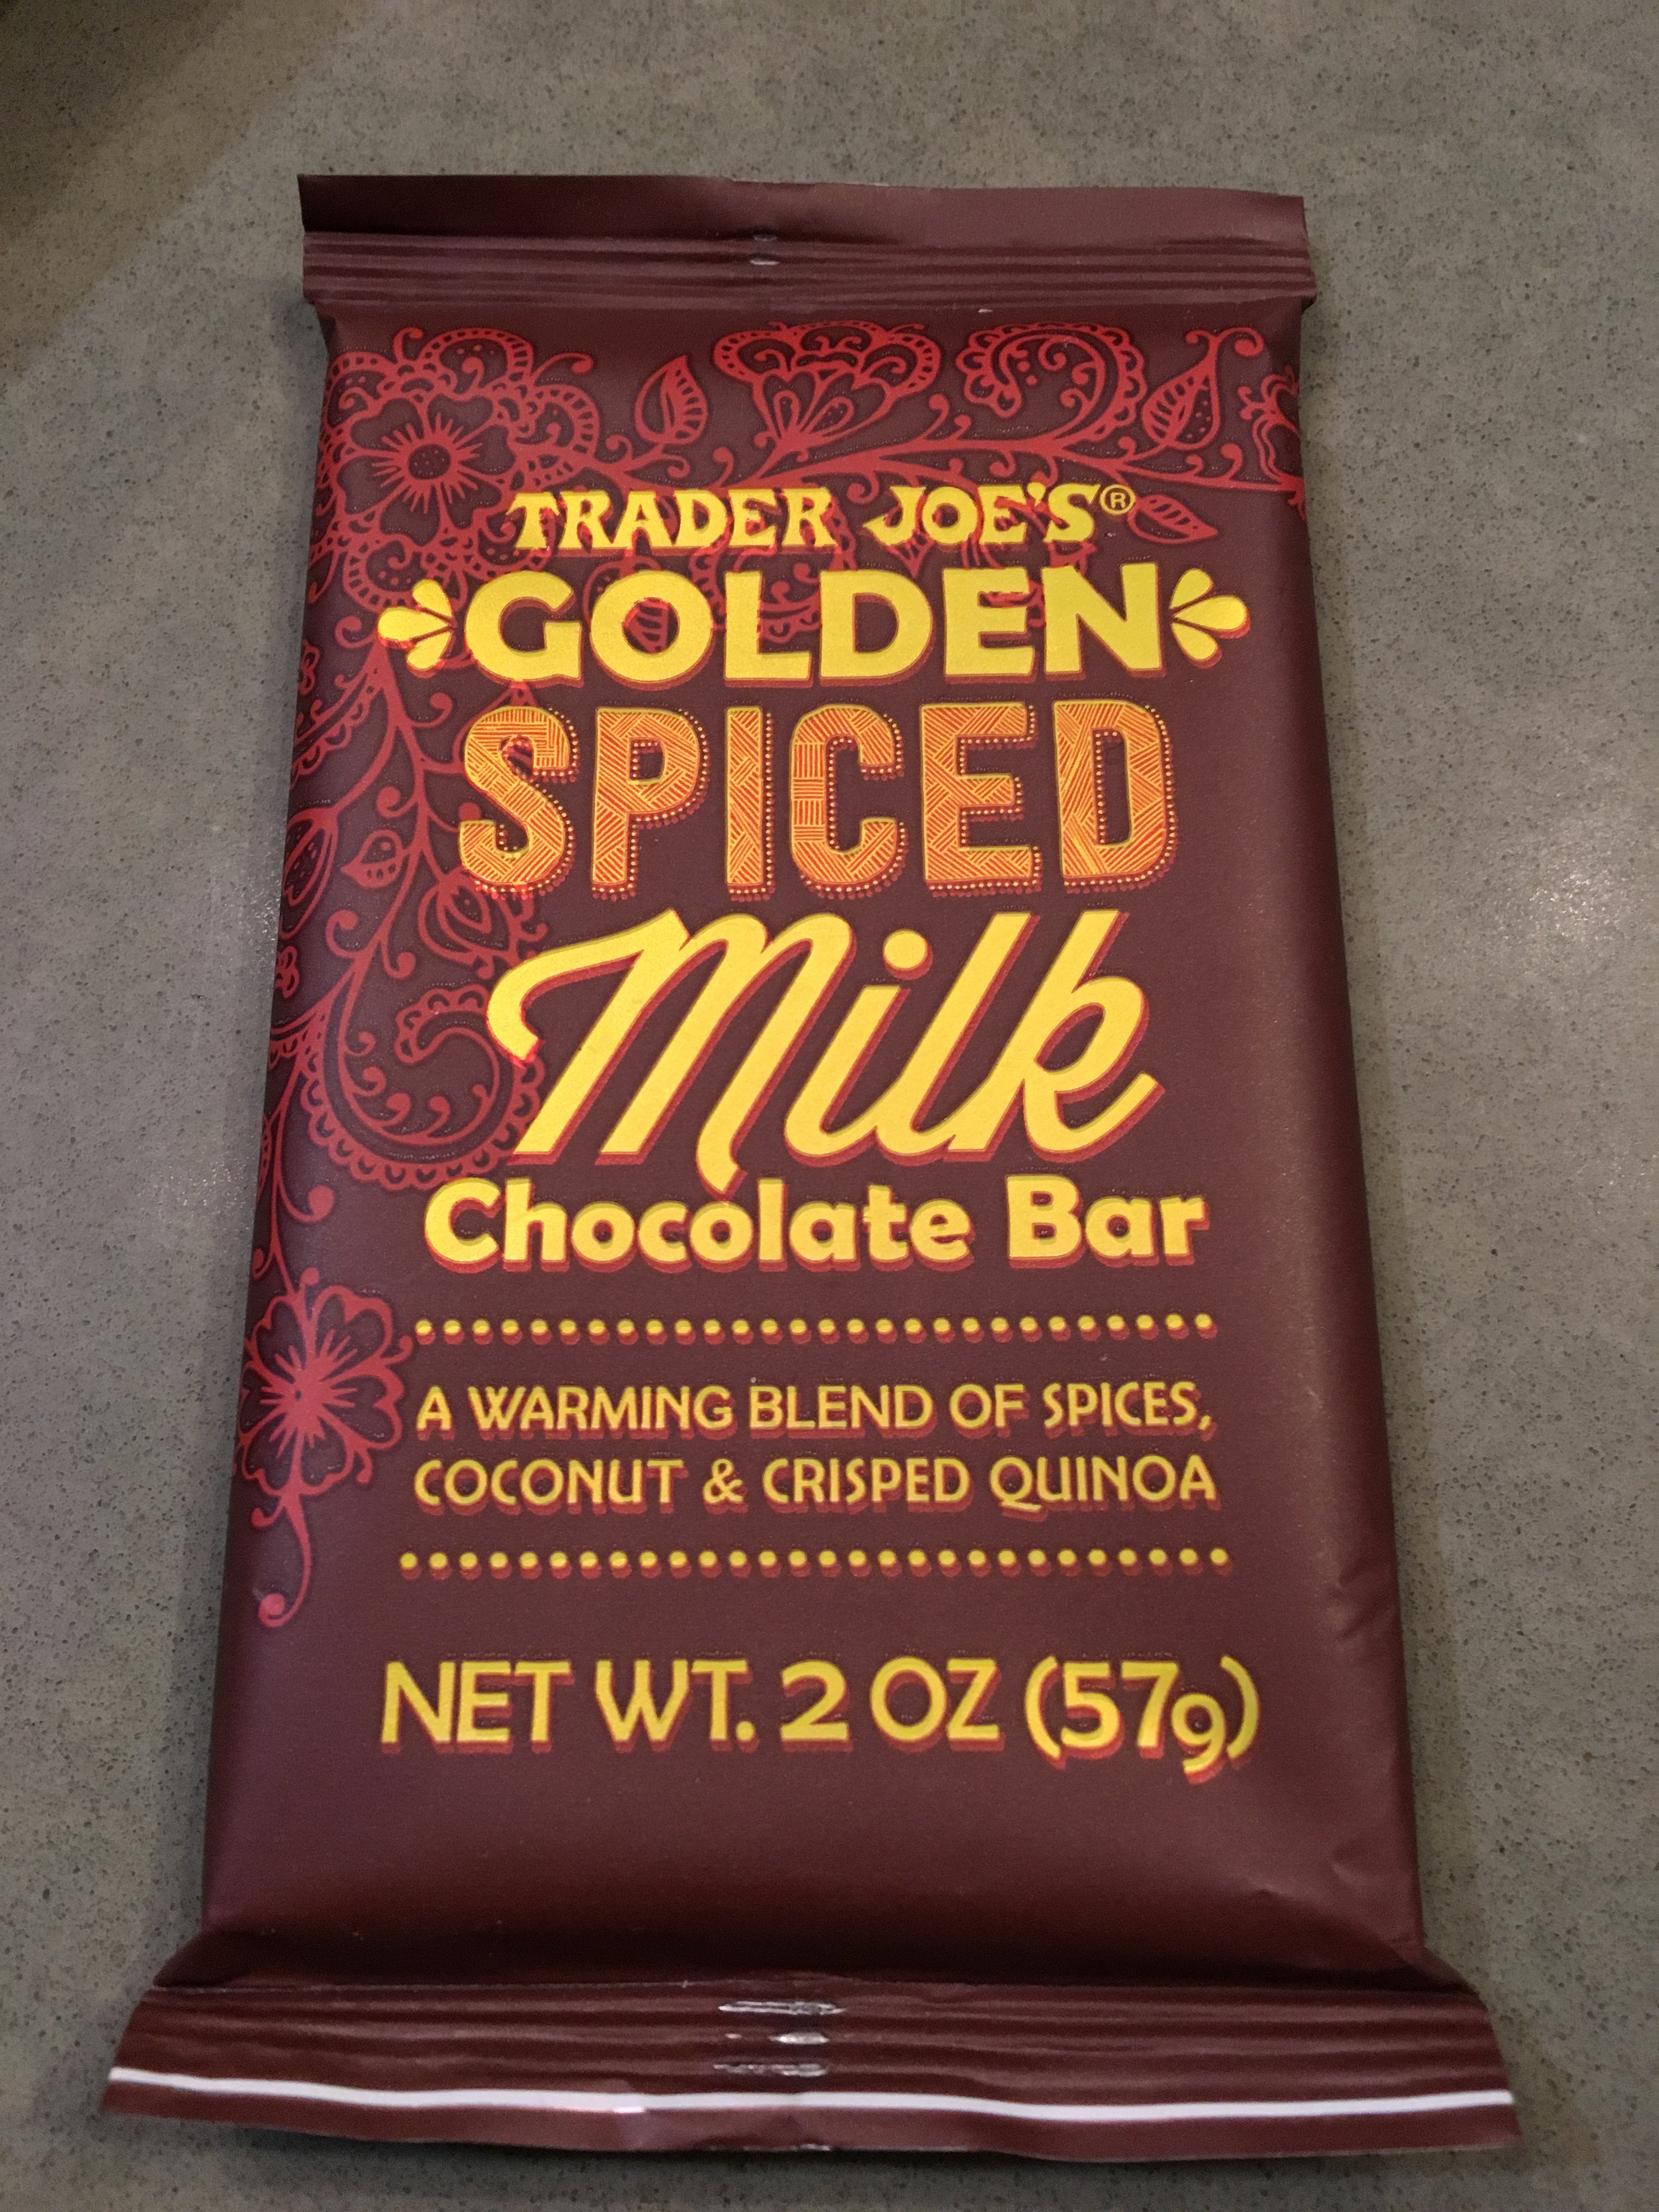 TRADER JOE'S®
GOLDEN
SPICED
Milk
Chocolate Bar
A WARMING BLEND OF SPICES,
COCONUT & CRISPED QUINOA
NET WT. 2 OZ (57g)